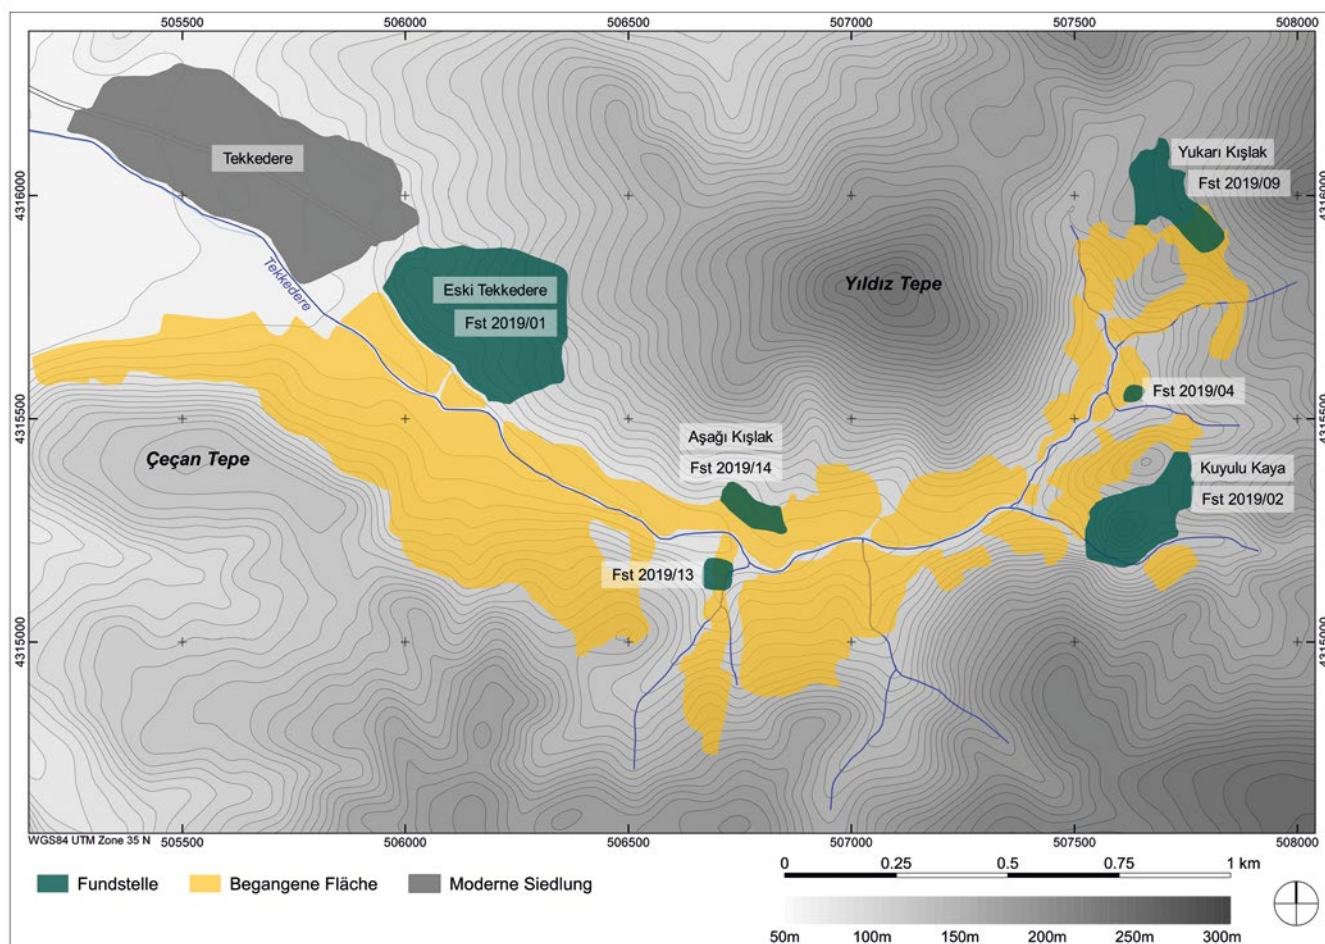 505500 506000 506500 507000 507500 508000
4316000
4315500
4315000
4316000
4315500
4315000
Tekkedere
Tekkedere
Eski Tekkedere
Fst 2019/01
Yıldız Tepe
Yukarı Kışlak
Fst 2019/09
Fst 2019/04
Çeçan Tepe
Aşağı Kışlak
Fst 2019/14
Kuyulu Kaya
Fst 2019/02
Fst 2019/13
WGS84 UTM Zone 35 N
505500 506000 506500 507000 507500 508000
Fundstelle
Begangene Fläche
Moderne Siedlung
0 0.25 0.5 0.75 1 km
50m 100m 150m 200m 250m 300m